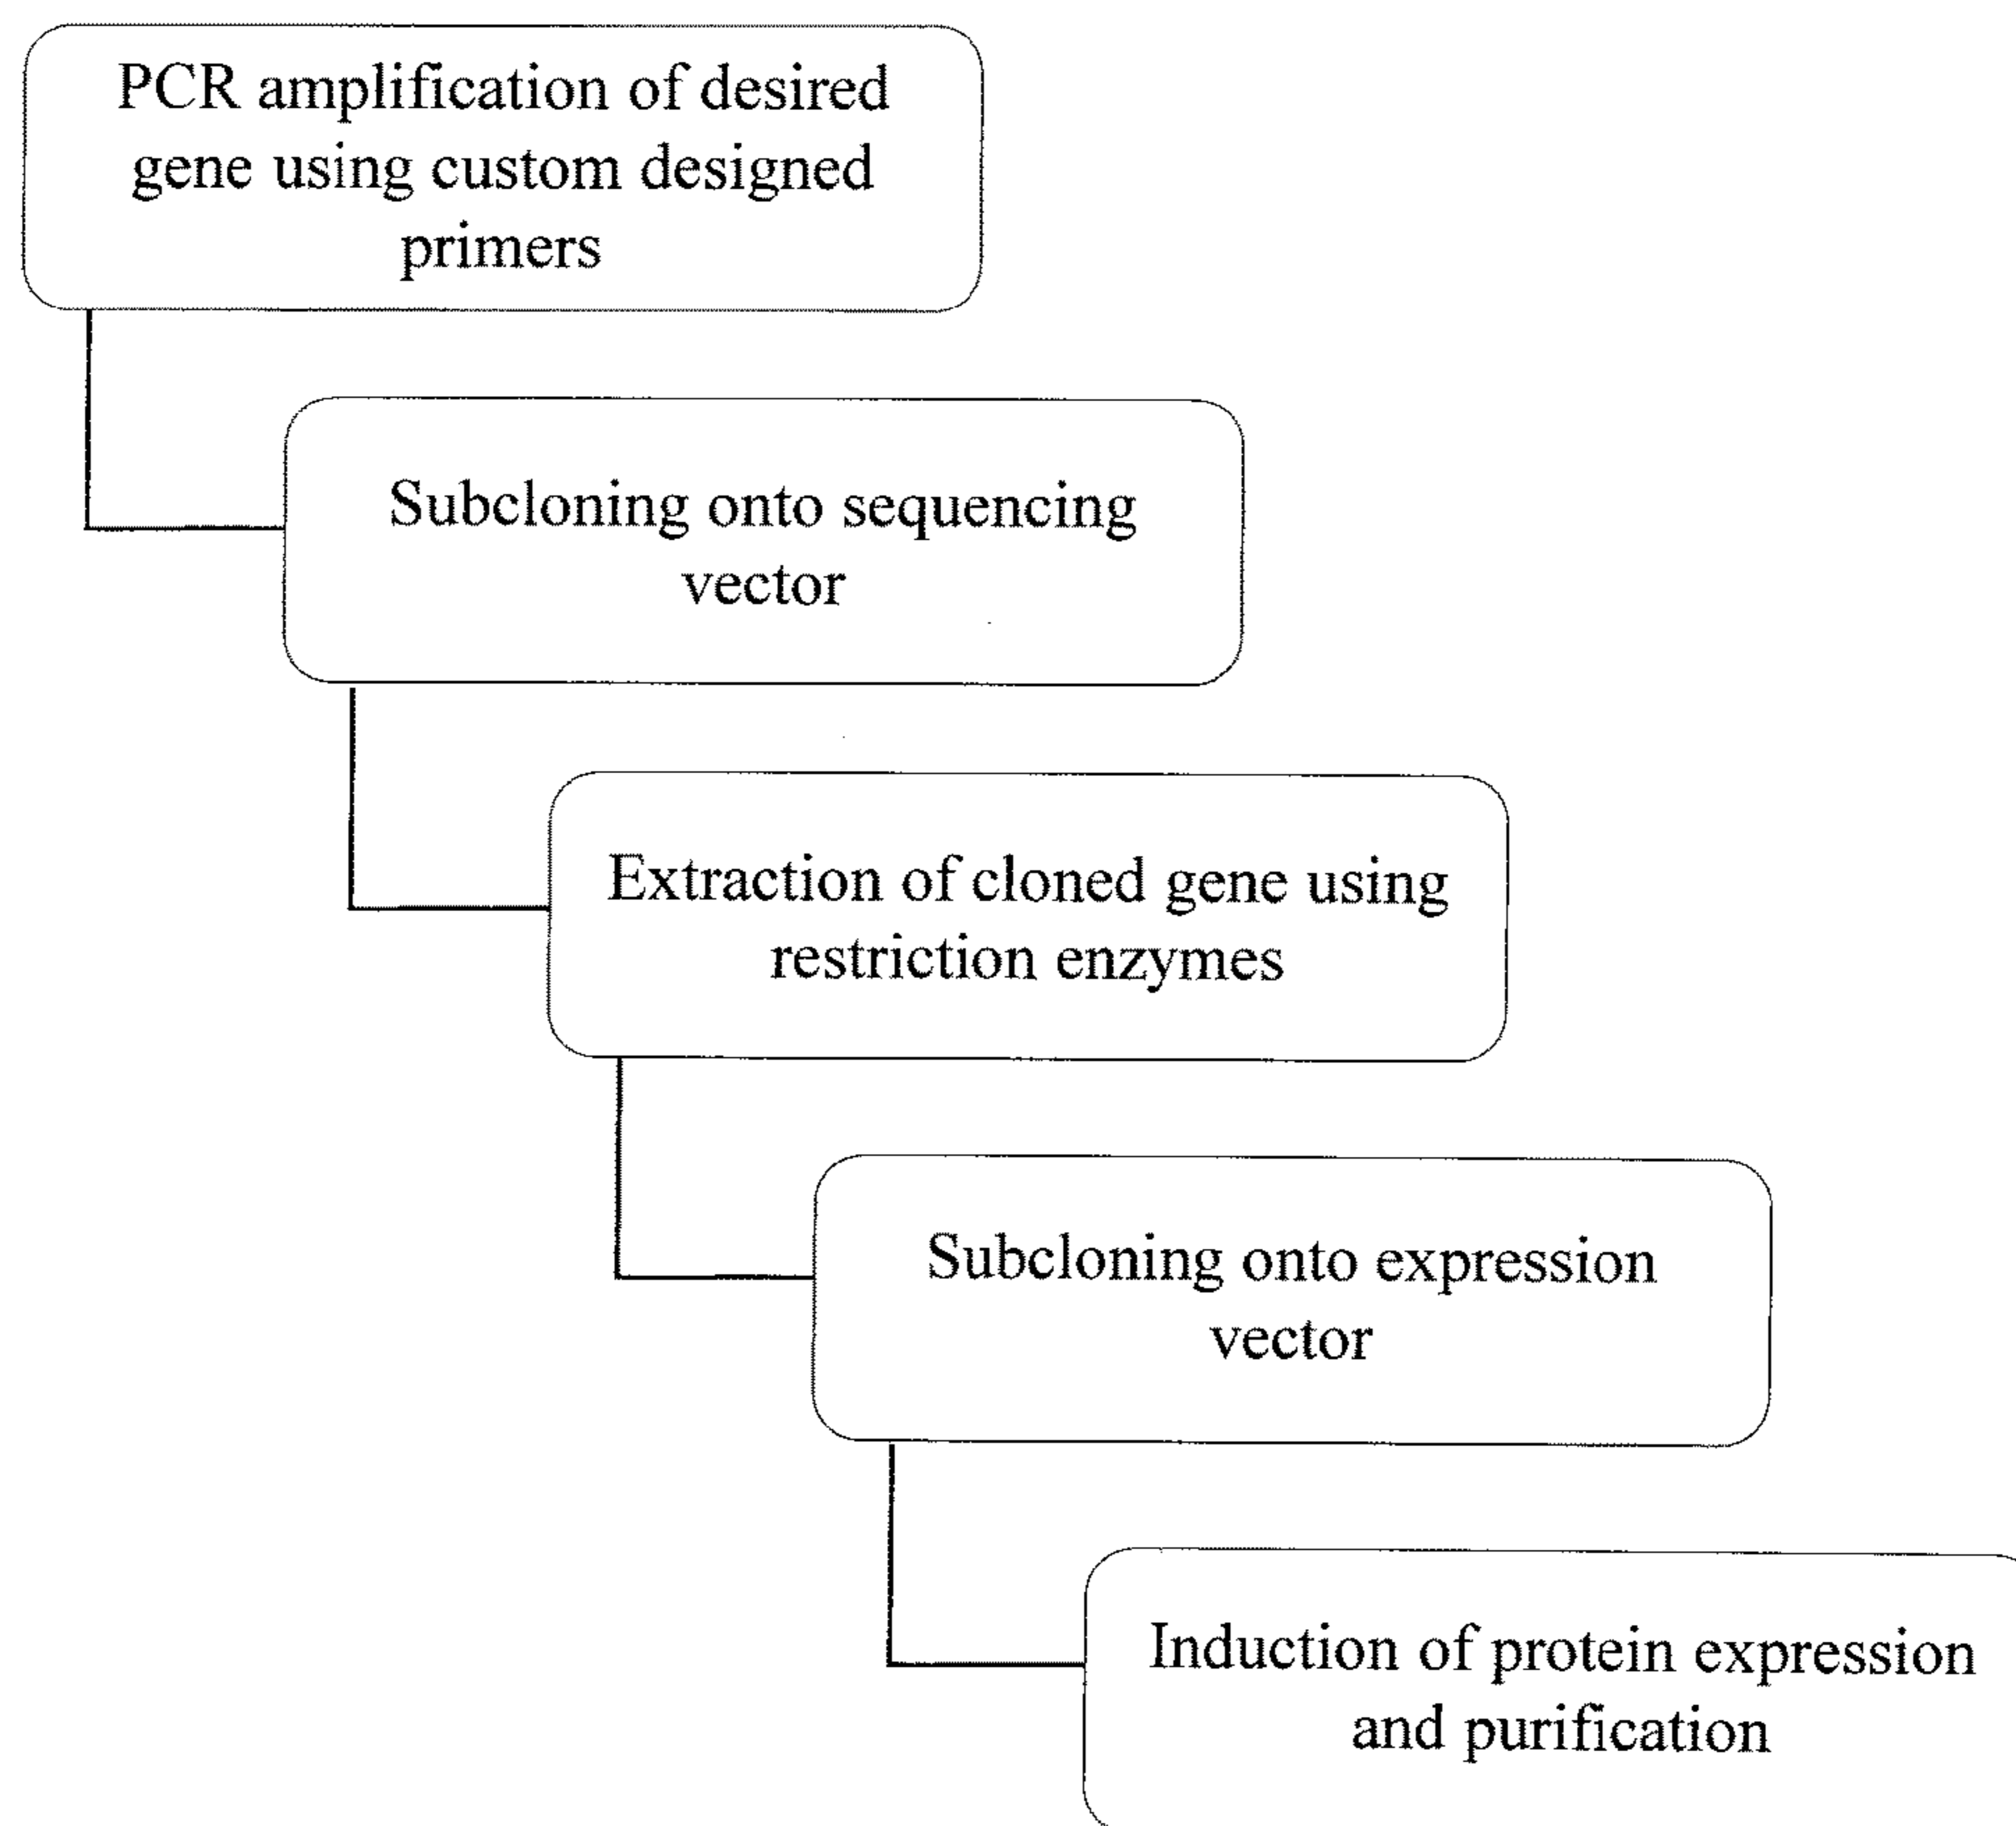 PCR amplification of desired
gene using custom designed
primers
Subcloning onto sequencing
vector
Extraction of cloned gene using
restriction enzymes
Subcloning onto expression
vector
Induction of protein expression
and purification